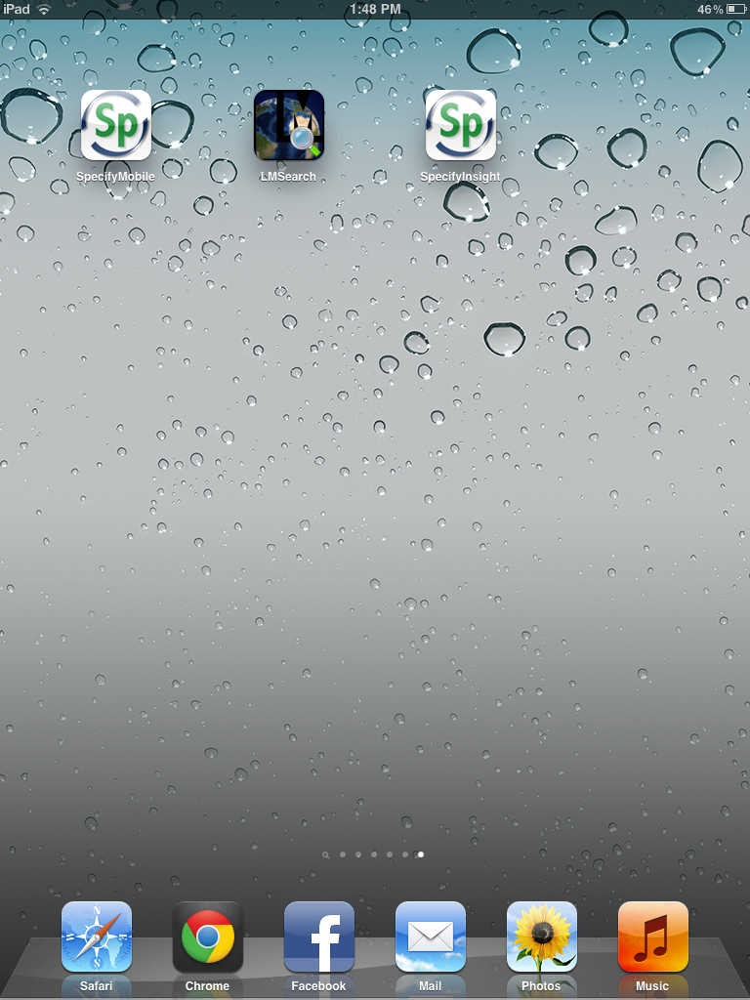 iPad 1:48 PM 46%
Sp Sp
SpecifyMobile LMSearch SpecifyInsight
N
Safari Chrome Facebook Mail Photos Music